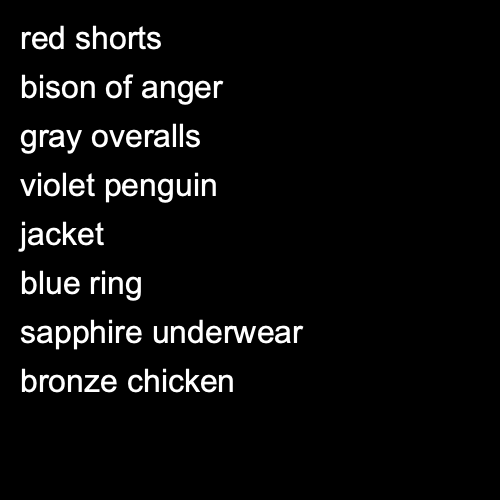 red shorts
bison of anger
gray overalls
violet penguin
jacket
blue ring
sapphire underwear
bronze chicken